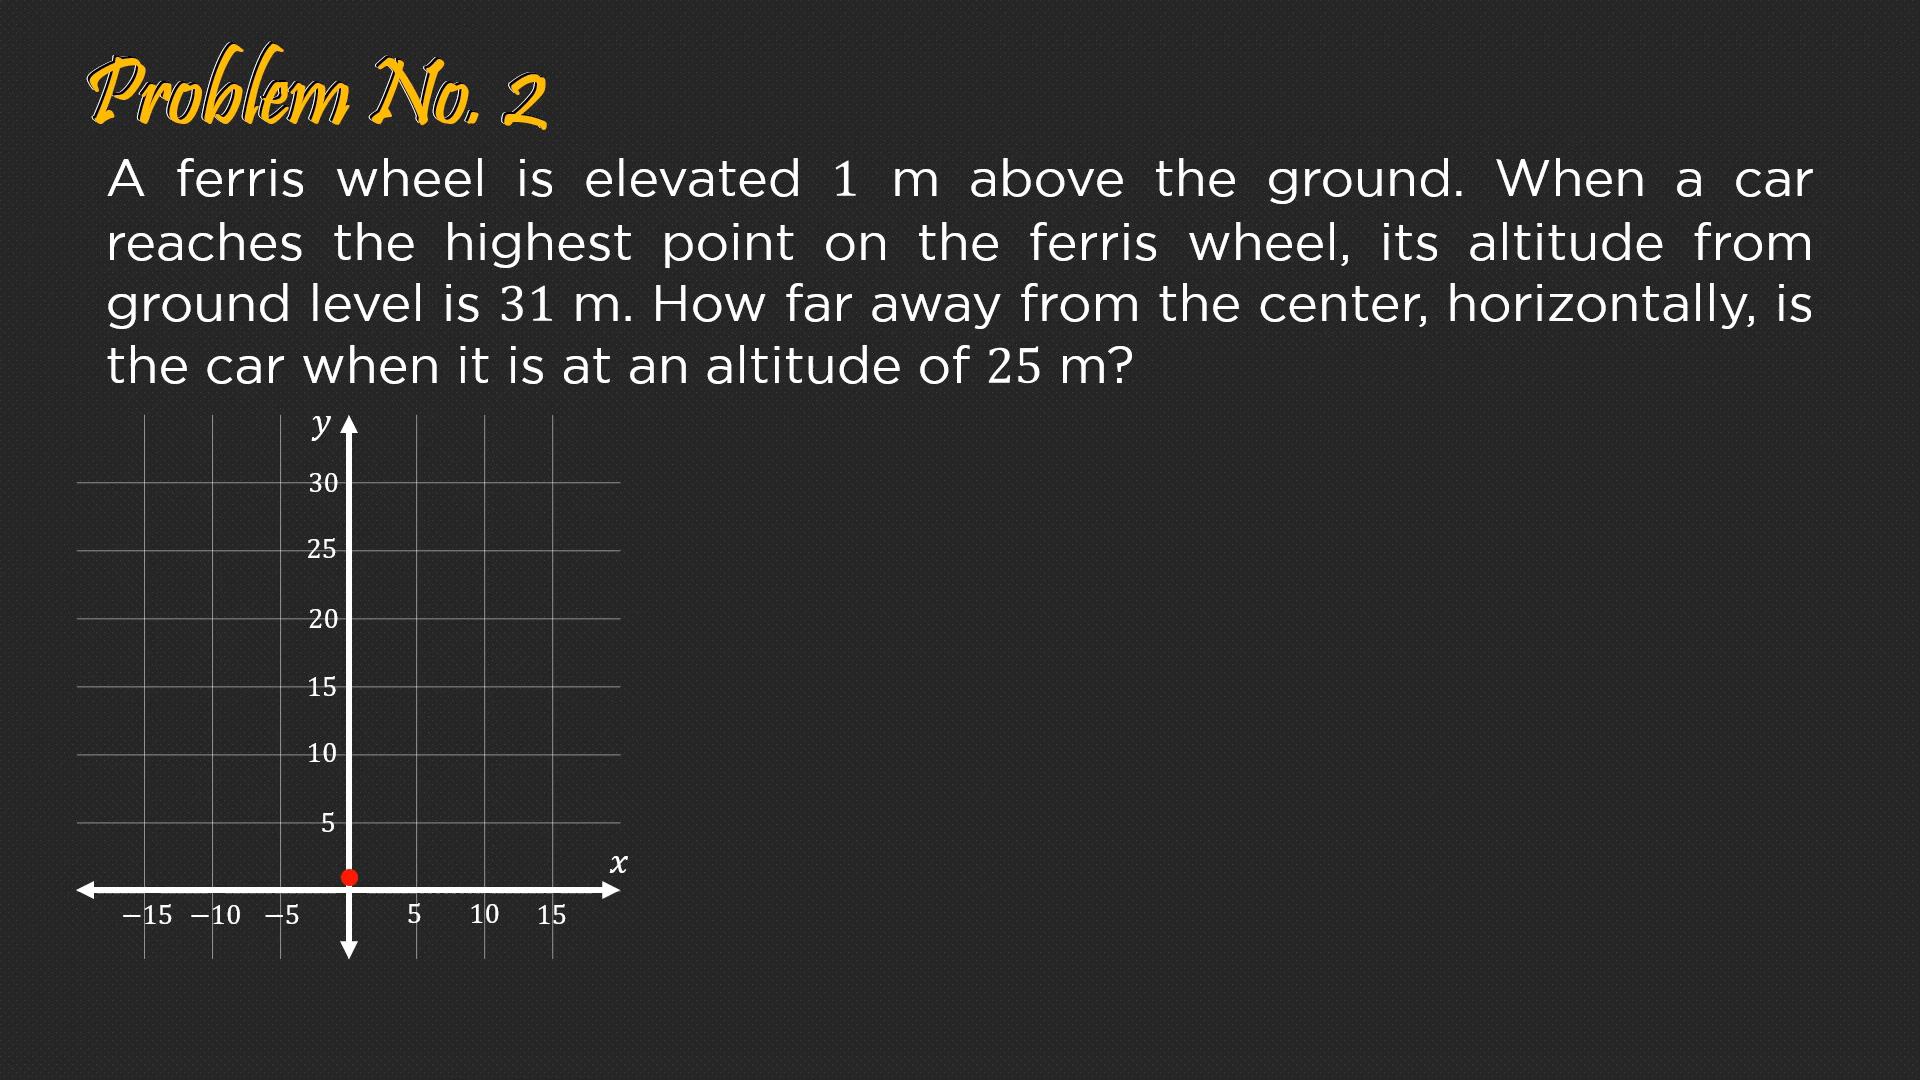 Problem No. 2
A ferris wheel is elevated 1 m above the ground. When a car
reaches the highest point on the ferris wheel, its altitude from
ground level is 31 m. How far away from the center, horizontally, is
the car when it is at an altitude of 25 m?
y
30
25
20
15
10
5
x
−15 −10 −5 5 10 15